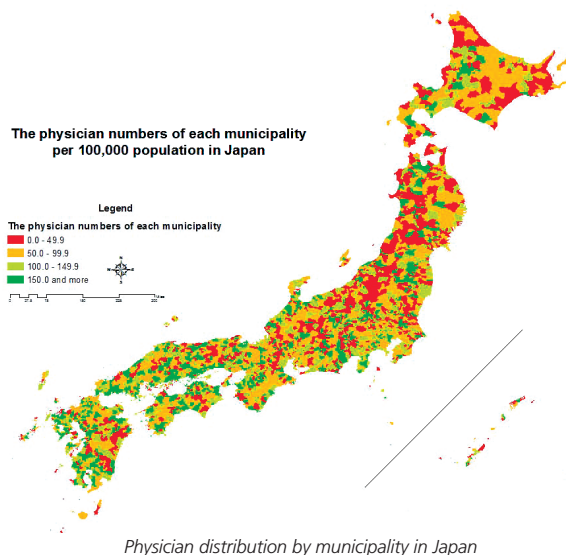 The physician numbers of each municipality
per 100,000 population in Japan
Legend
The physician numbers of each municipality
0.0 - 49.9
50.0 - 99.9
100.0 - 149.9
150.0 and more
N
W
E
S
0
Physician distribution by municipality in Japan